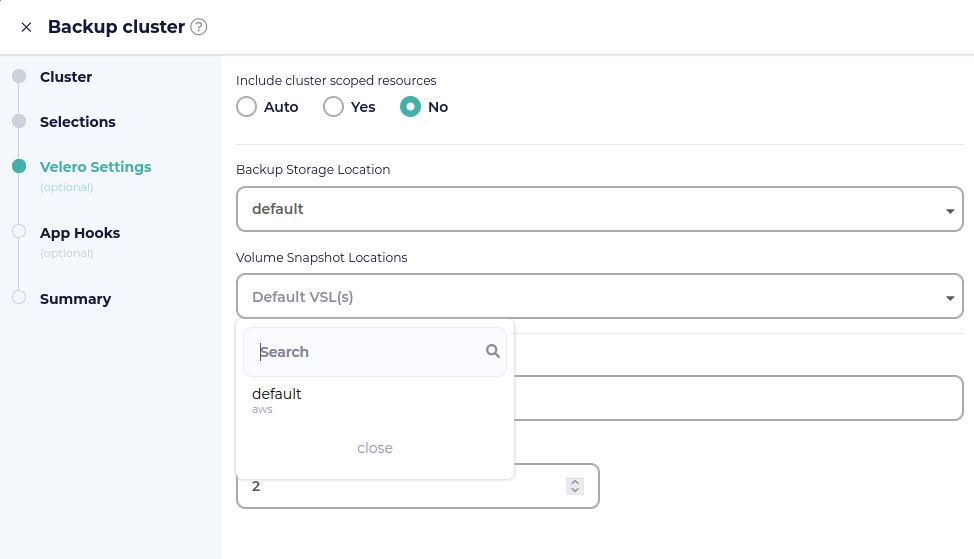 Backup cluster ?
Cluster
Selections
Velero Settings
(optional)
App Hooks
(optional)
Summary
Include cluster scoped resources
Auto Yes No
Backup Storage Location
default
Volume Snapshot Locations
Default VSL(s)
Search
default
aws
close
2